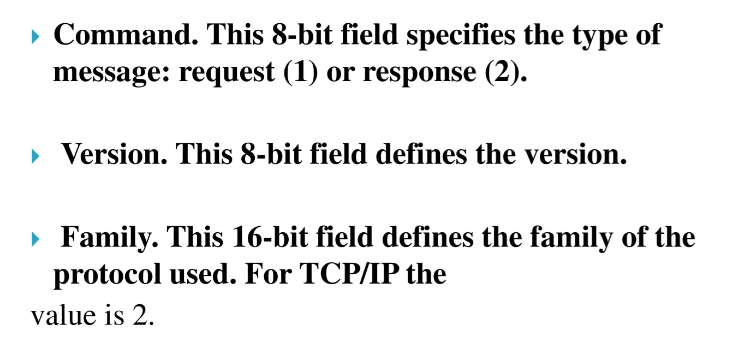 Command. This 8-bit field specifies the type of
message: request (1) or response (2).
Version. This 8-bit field defines the version.
Family. This 16-bit field defines the family of the
protocol used. For TCP/IP the
value is 2.